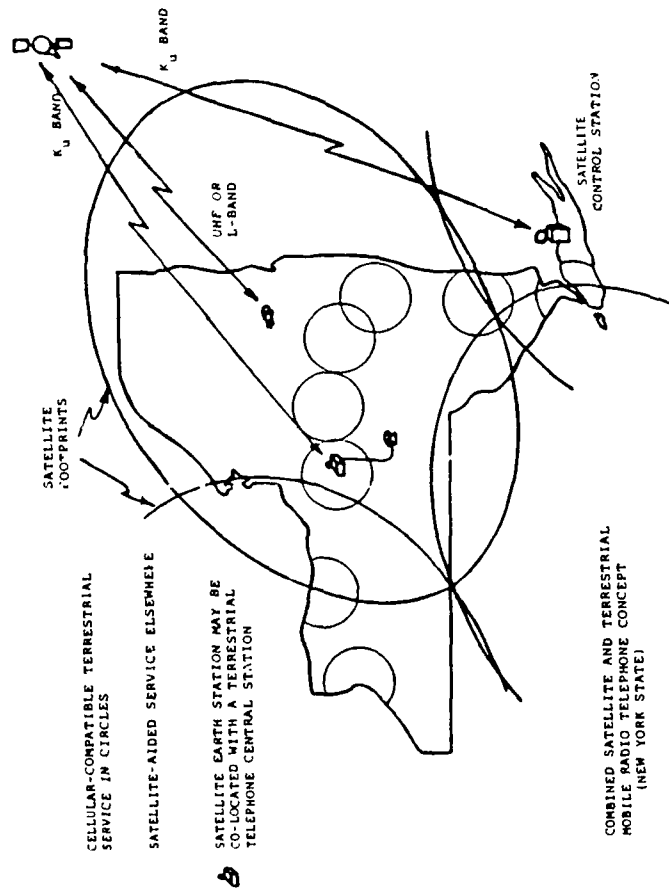 CELLULAR-COMPATIBLE TERRESTRIAL
SERVICE IN CIRCLES
SATELLITE-AIDED SERVICE ELSEWHERE
SATELLITE EARTH STATION MAY BE
CO-LOCATED WITH A TERRESTRIAL
TELEPHONE CENTRAL STATION
SATELLITE
FOOTPRINTS
Ku BAND
Ku BAND
UHF OR
L-BAND
SATELLITE
CONTROL STATION
COMBINED SATELLITE AND TERRESTRIAL
MOBILE RADIO TELEPHONE CONCEPT
(NEW YORK STATE)